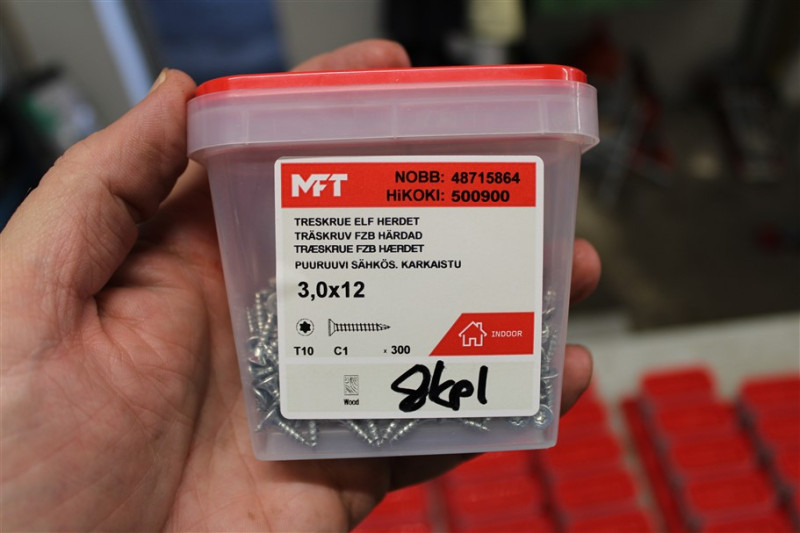 MFT
NOBB: 48715864
HiKOKI: 500900
TRESKRUE ELF HERDET
TRÄSKRUV FZB HÄRDAD
TRÆSKRUE FZB HÆRDET
PUURUUVI SÄHKÖS. KARKAISTU
3,0x12
INDOOR
T10 C1 x 300
Wood
8kpl